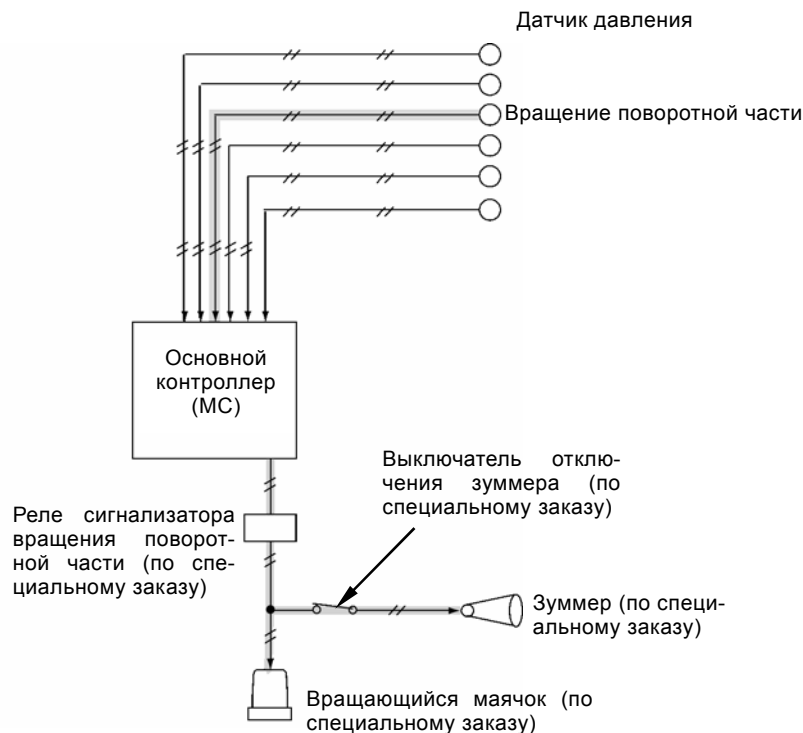 Датчик давления
Вращение поворотной части
Основной
контроллер
(МС)
Выключатель отклю-
чения зуммера (по
специальному заказу)
Реле сигнализатора
вращения поворот-
ной части (по спе-
циальному заказу)
Зуммер (по специ-
альному заказу)
Вращающийся маячок (по
специальному заказу)